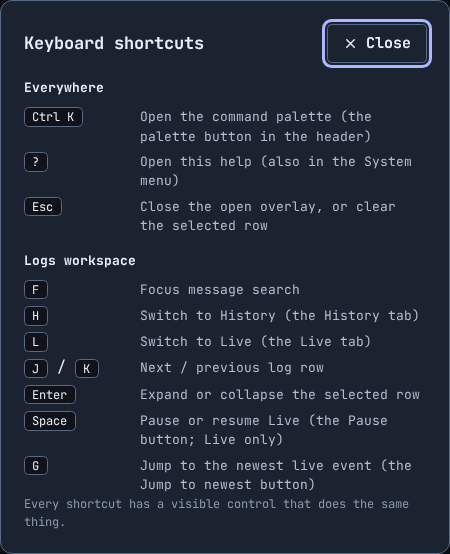 Keyboard shortcuts
× Close
Everywhere
Ctrl K Open the command palette (the
palette button in the header)
? Open this help (also in the System
menu)
Esc Close the open overlay, or clear
the selected row
Logs workspace
F Focus message search
H Switch to History (the History tab)
L Switch to Live (the Live tab)
J / K Next / previous log row
Enter Expand or collapse the selected row
Space Pause or resume Live (the Pause
button; Live only)
G Jump to the newest live event (the
Jump to newest button)
Every shortcut has a visible control that does the same
thing.